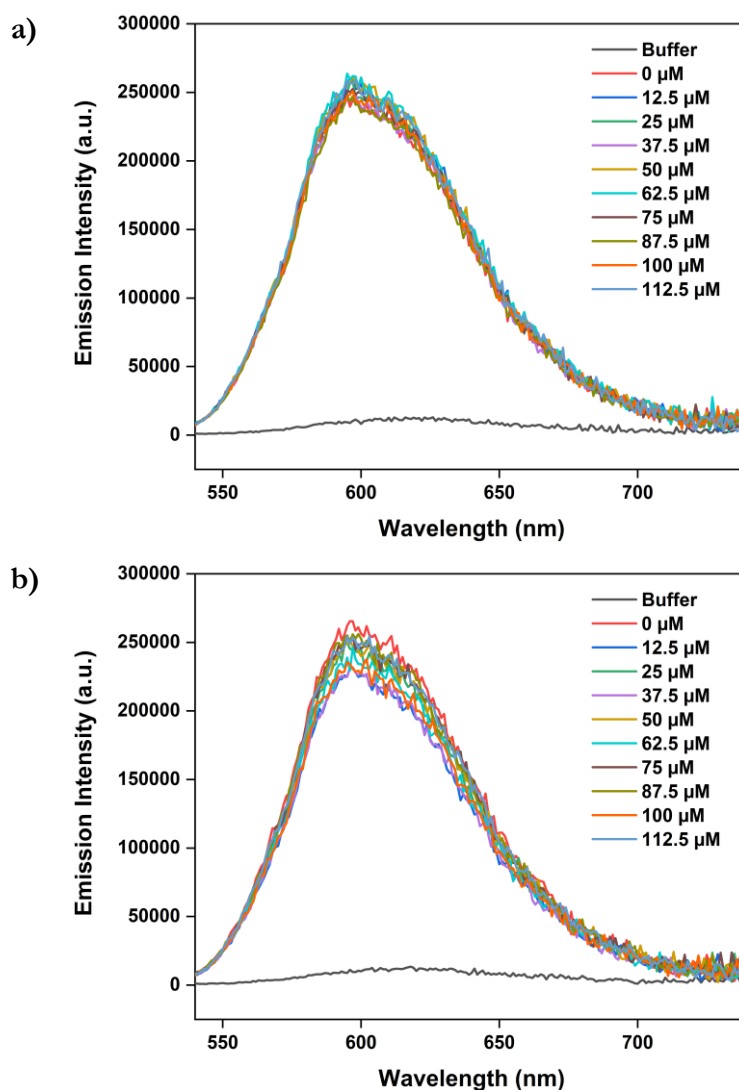 a)
300000
250000
200000
150000
100000
50000
0
Emission Intensity (a.u.)
550
600
650
700
Wavelength (nm)
Buffer
0 µM
12.5 µM
25 µM
37.5 µM
50 µM
62.5 µM
75 µM
87.5 µM
100 µM
112.5 µM
b)
300000
250000
200000
150000
100000
50000
0
Emission Intensity (a.u.)
550
600
650
700
Wavelength (nm)
Buffer
0 µM
12.5 µM
25 µM
37.5 µM
50 µM
62.5 µM
75 µM
87.5 µM
100 µM
112.5 µM